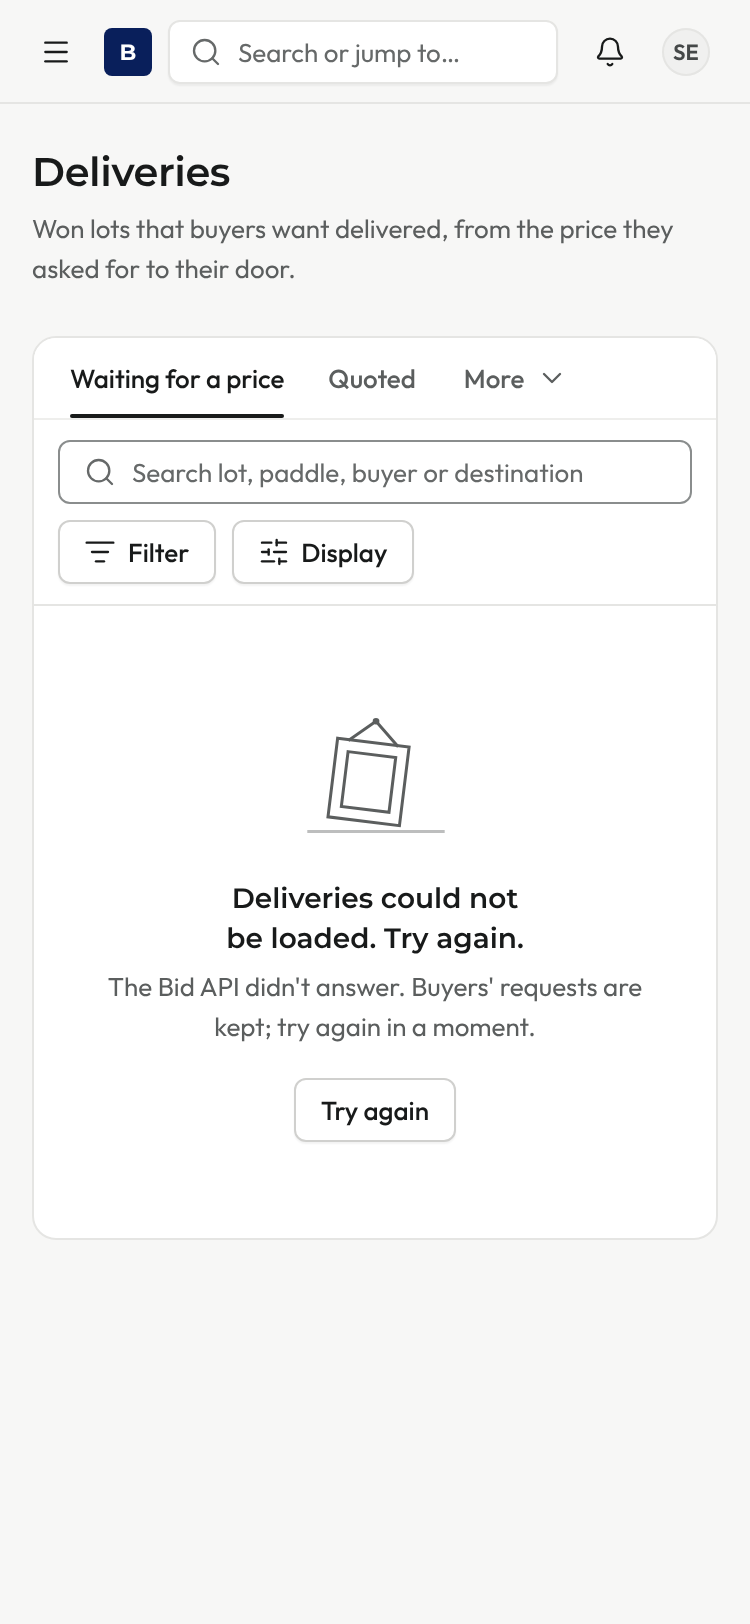 B
Search or jump to...
SE
Deliveries
Won lots that buyers want delivered, from the price they
asked for to their door.
Waiting for a price
Quoted
More
Search lot, paddle, buyer or destination
Filter
Display
Deliveries could not
be loaded. Try again.
The Bid API didn't answer. Buyers' requests are
kept; try again in a moment.
Try again